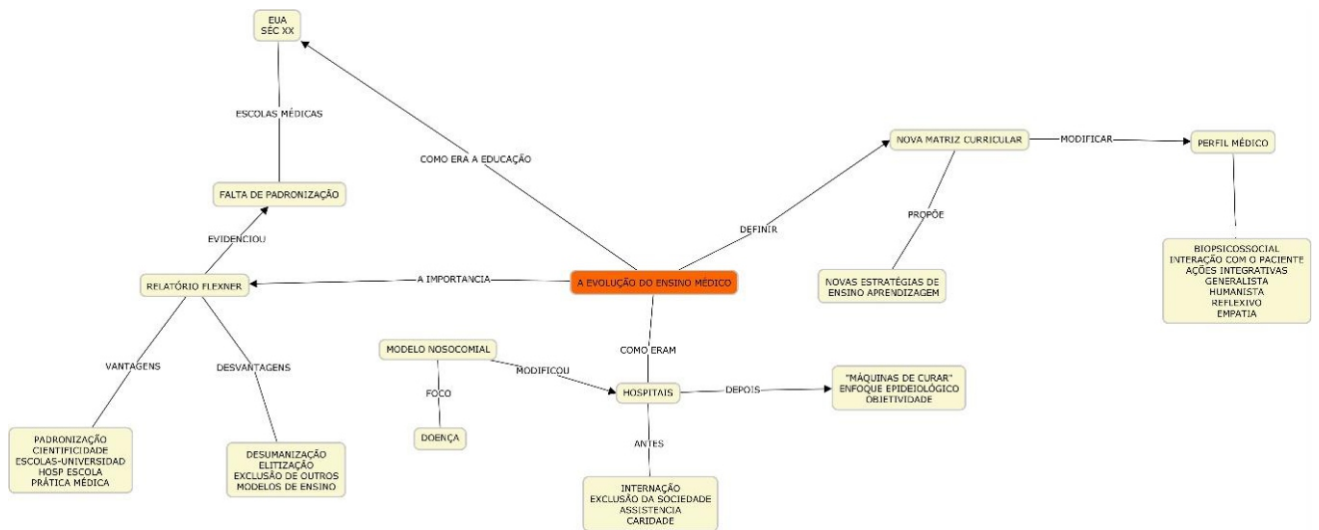 EUA
SÉC XX
ESCOLAS MÉDICAS
COMO ERA A EDUCAÇÃO
NOVA MATRIZ CURRICULAR
MODIFICAR
PERFIL MÉDICO
FALTA DE PADRONIZAÇÃO
PROPÕE
DEFINIR
EVIDENCIOU
BIOPSICOSSOCIAL
INTERAÇÃO COM O PACIENTE
AÇÕES INTEGRATIVAS
GENERALISTA
HUMANISTA
REFLEXIVO
EMPATIA
RELATÓRIO FLEXNER
A IMPORTANCIA
A EVOLUÇÃO DO ENSINO MÉDICO
NOVAS ESTRATÉGIAS DE
ENSINO APRENDIZAGEM
MODELO NOSOCOMIAL
COMO ERAM
VANTAGENS
DESVANTAGENS
MODIFICOU
FOCO
HOSPITAIS
DEPOIS
"MÁQUINAS DE CURAR"
ENFOQUE EPIDEIOLÓGICO
OBJETIVIDADE
DOENÇA
ANTES
PADRONIZAÇÃO
CIENTIFICIDADE
ESCOLAS-UNIVERSIDAD
HOSP ESCOLA
PRÁTICA MÉDICA
DESUMANIZAÇÃO
ELITIZAÇÃO
EXCLUSÃO DE OUTROS
MODELOS DE ENSINO
INTERNAÇÃO
EXCLUSÃO DA SOCIEDADE
ASSISTENCIA
CARIDADE